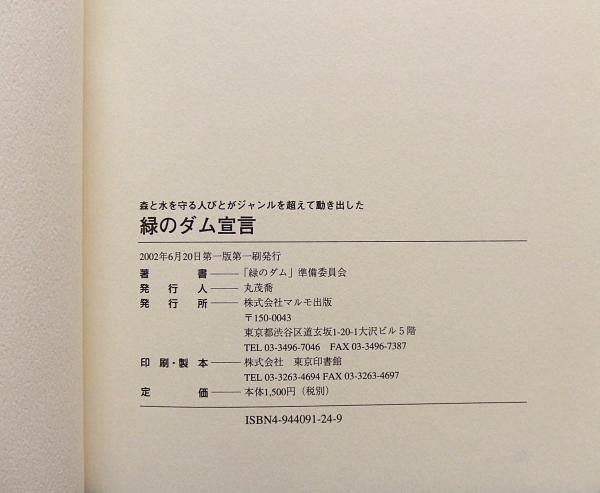 森と水を守る人びとがジャンルを超えて動き出した
緑のダム宣言
2002年6月20日第一版第一刷発行
著　　書――「緑のダム」準備委員会
発　行　人――丸茂喬
発　行　所――株式会社マルモ出版
〒150-0043
東京都渋谷区道玄坂1-20-1大沢ビル５階
TEL 03-3496-7046　FAX 03-3496-7387
印刷・製本――株式会社　東京印書館
TEL 03-3263-4694 FAX 03-3263-4697
定　　価――本体1,500円（税別）
ISBN4-944091-24-9